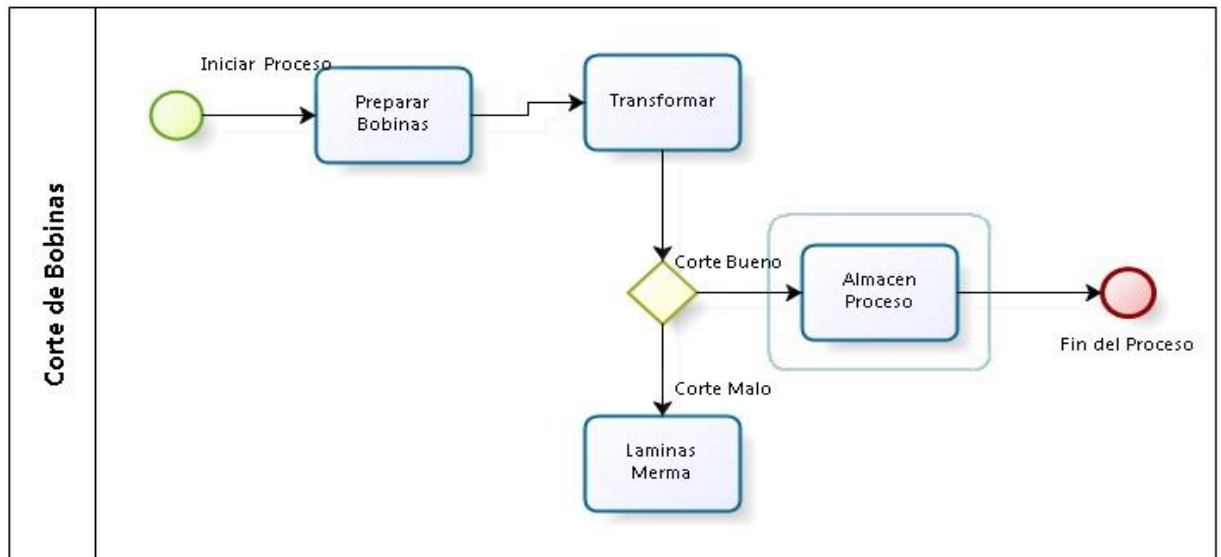 Corte de Bobinas
Iniciar Proceso
Preparar
Bobinas
Transformar
Corte Bueno
Almacen
Proceso
Fin del Proceso
Corte Malo
Laminas
Merma